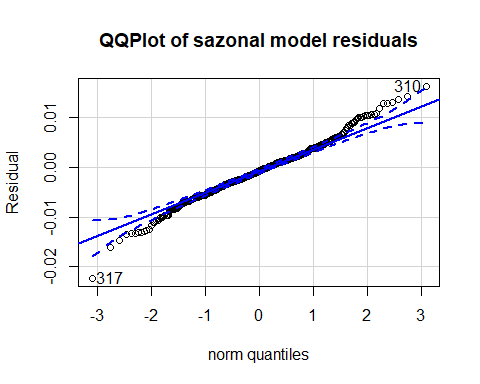 QQPlot of sazonal model residuals
310
317
Residual
0.01
0.00
-0.01
-0.02
-3 -2 -1 0 1 2 3
norm quantiles